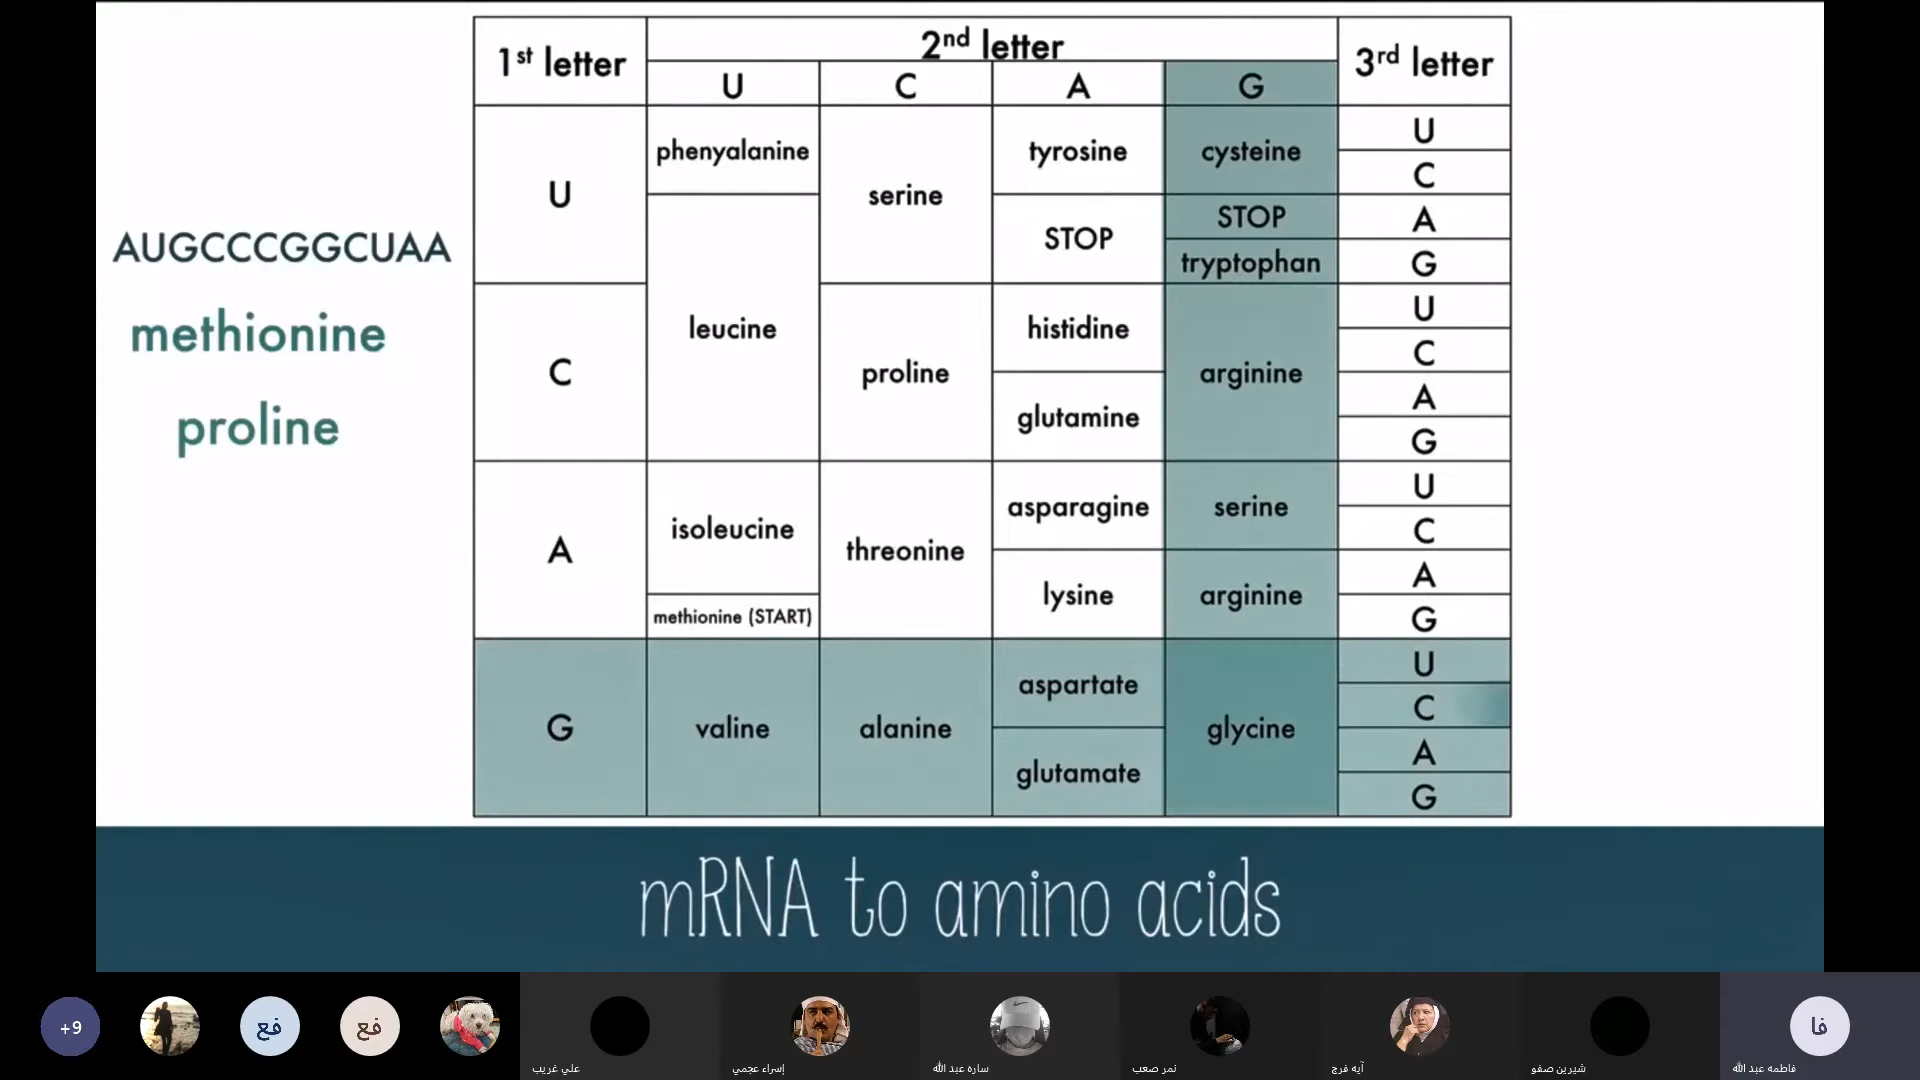 1st letter
2nd letter
3rd letter
U
C
A
G
phenyalanine
tyrosine
cysteine
U
C
U
serine
leucine
STOP
STOP
A
tryptophan
G
AUGCCCGGCUAA
methionine
proline
C
proline
histidine
arginine
U
C
glutamine
A
G
A
isoleucine
threonine
asparagine
serine
U
C
methionine (START)
lysine
arginine
A
G
G
valine
alanine
aspartate
glycine
U
C
glutamate
A
G
mRNA to amino acids
+9
فع
فع
علي غريب
إسراء عجمي
ساره عبد الله
نمر صعب
آيه فرج
شيرين صفو
فا
فاطمه عبد الله